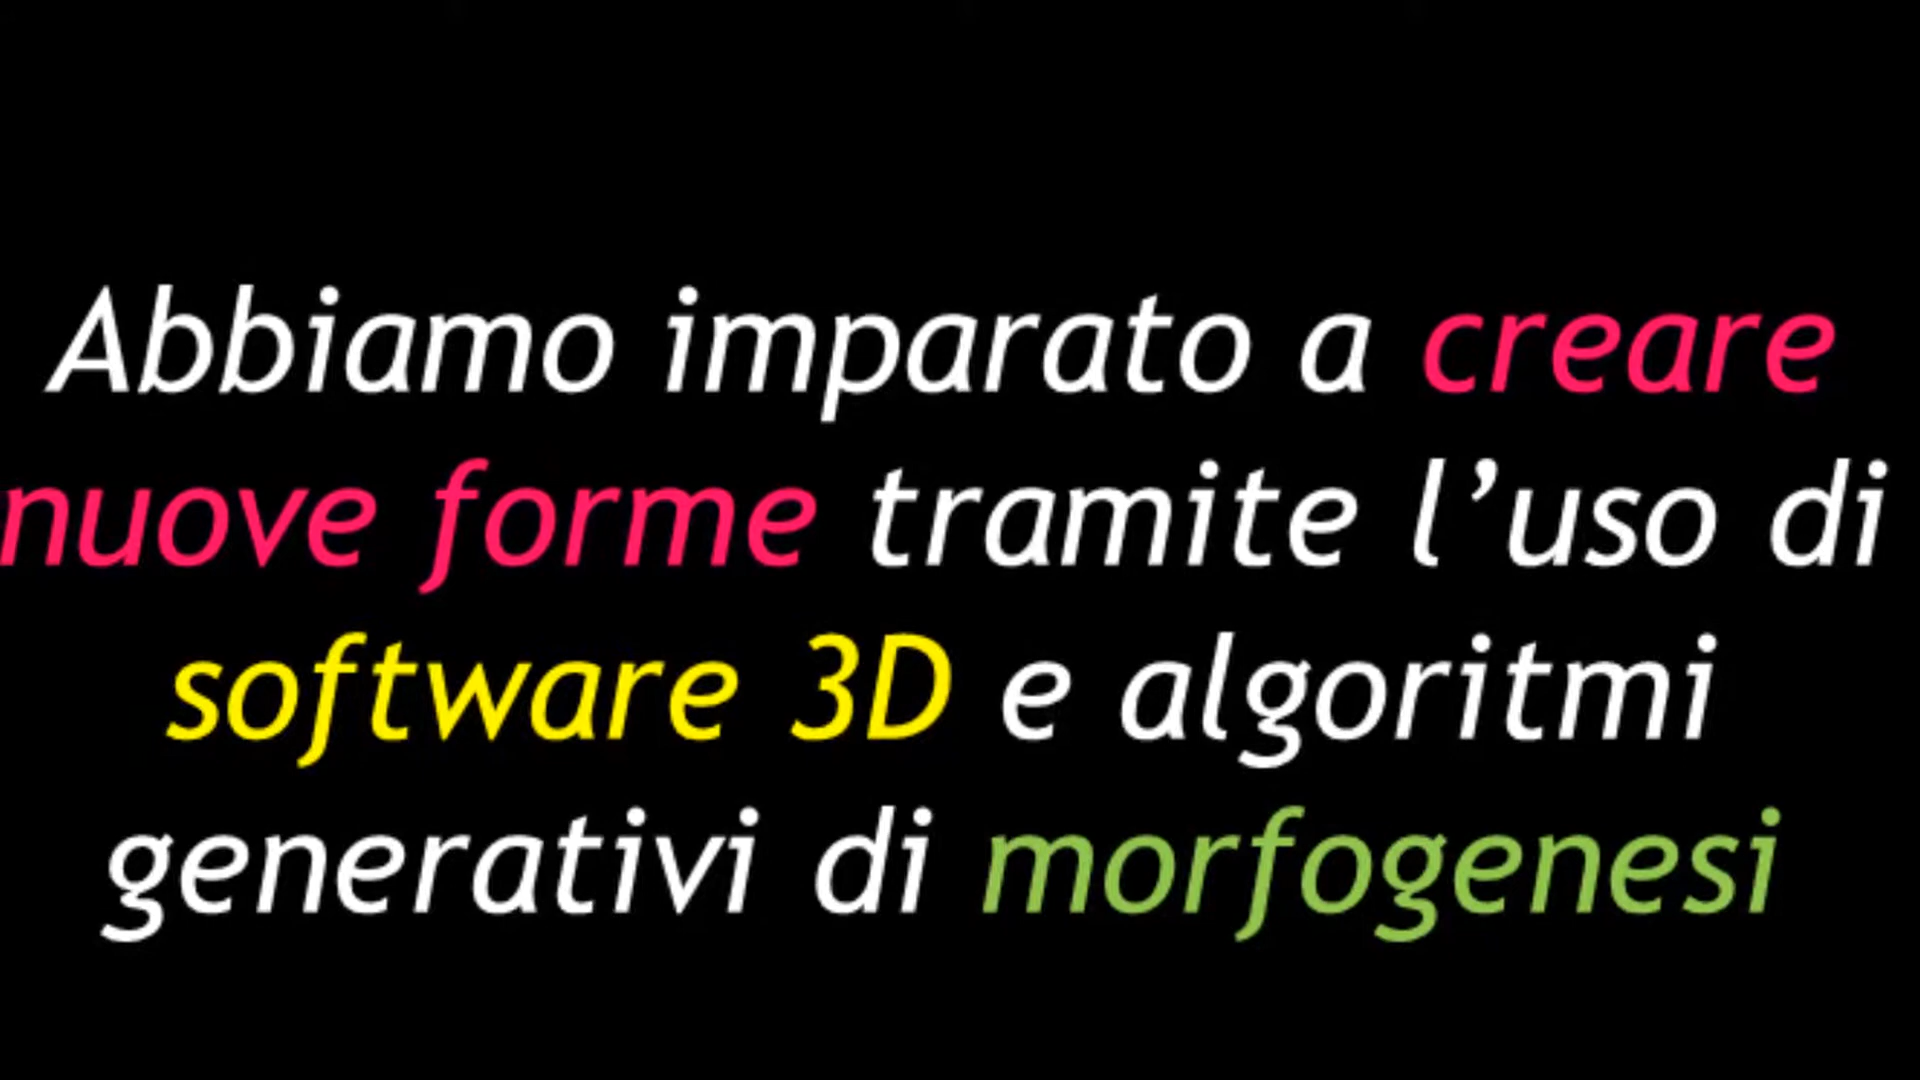 Abbiamo imparato a creare
nuove forme tramite l’uso di
software 3D e algoritmi
generativi di morfogenesi